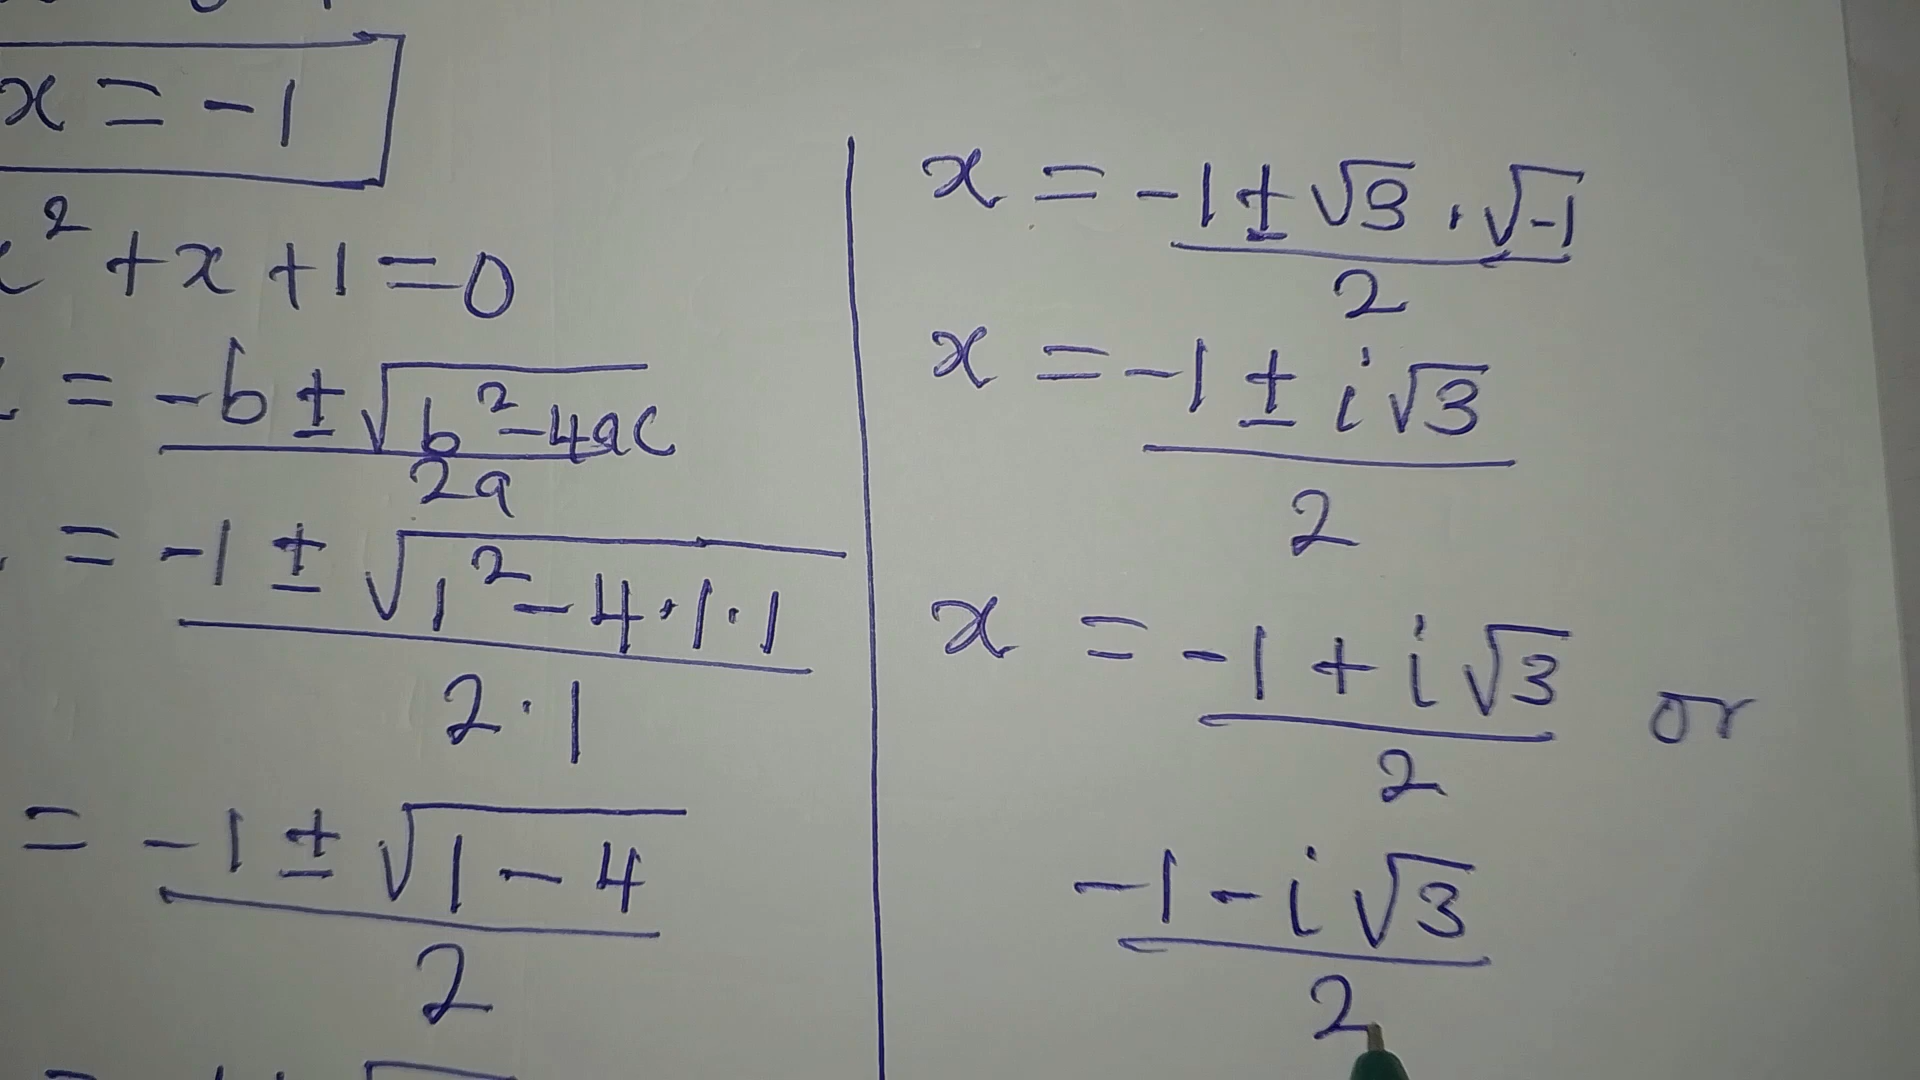 x = -1
x² + x + 1 = 0
= -b ± √(b² - 4ac) / 2a
= -1 ± √(1² - 4·1·1) / 2·1
= -1 ± √(1 - 4) / 2
x = -1 ± √3 · √-1 / 2
x = -1 ± i√3 / 2
x = -1 + i√3 / 2 or
-1 - i√3 / 2